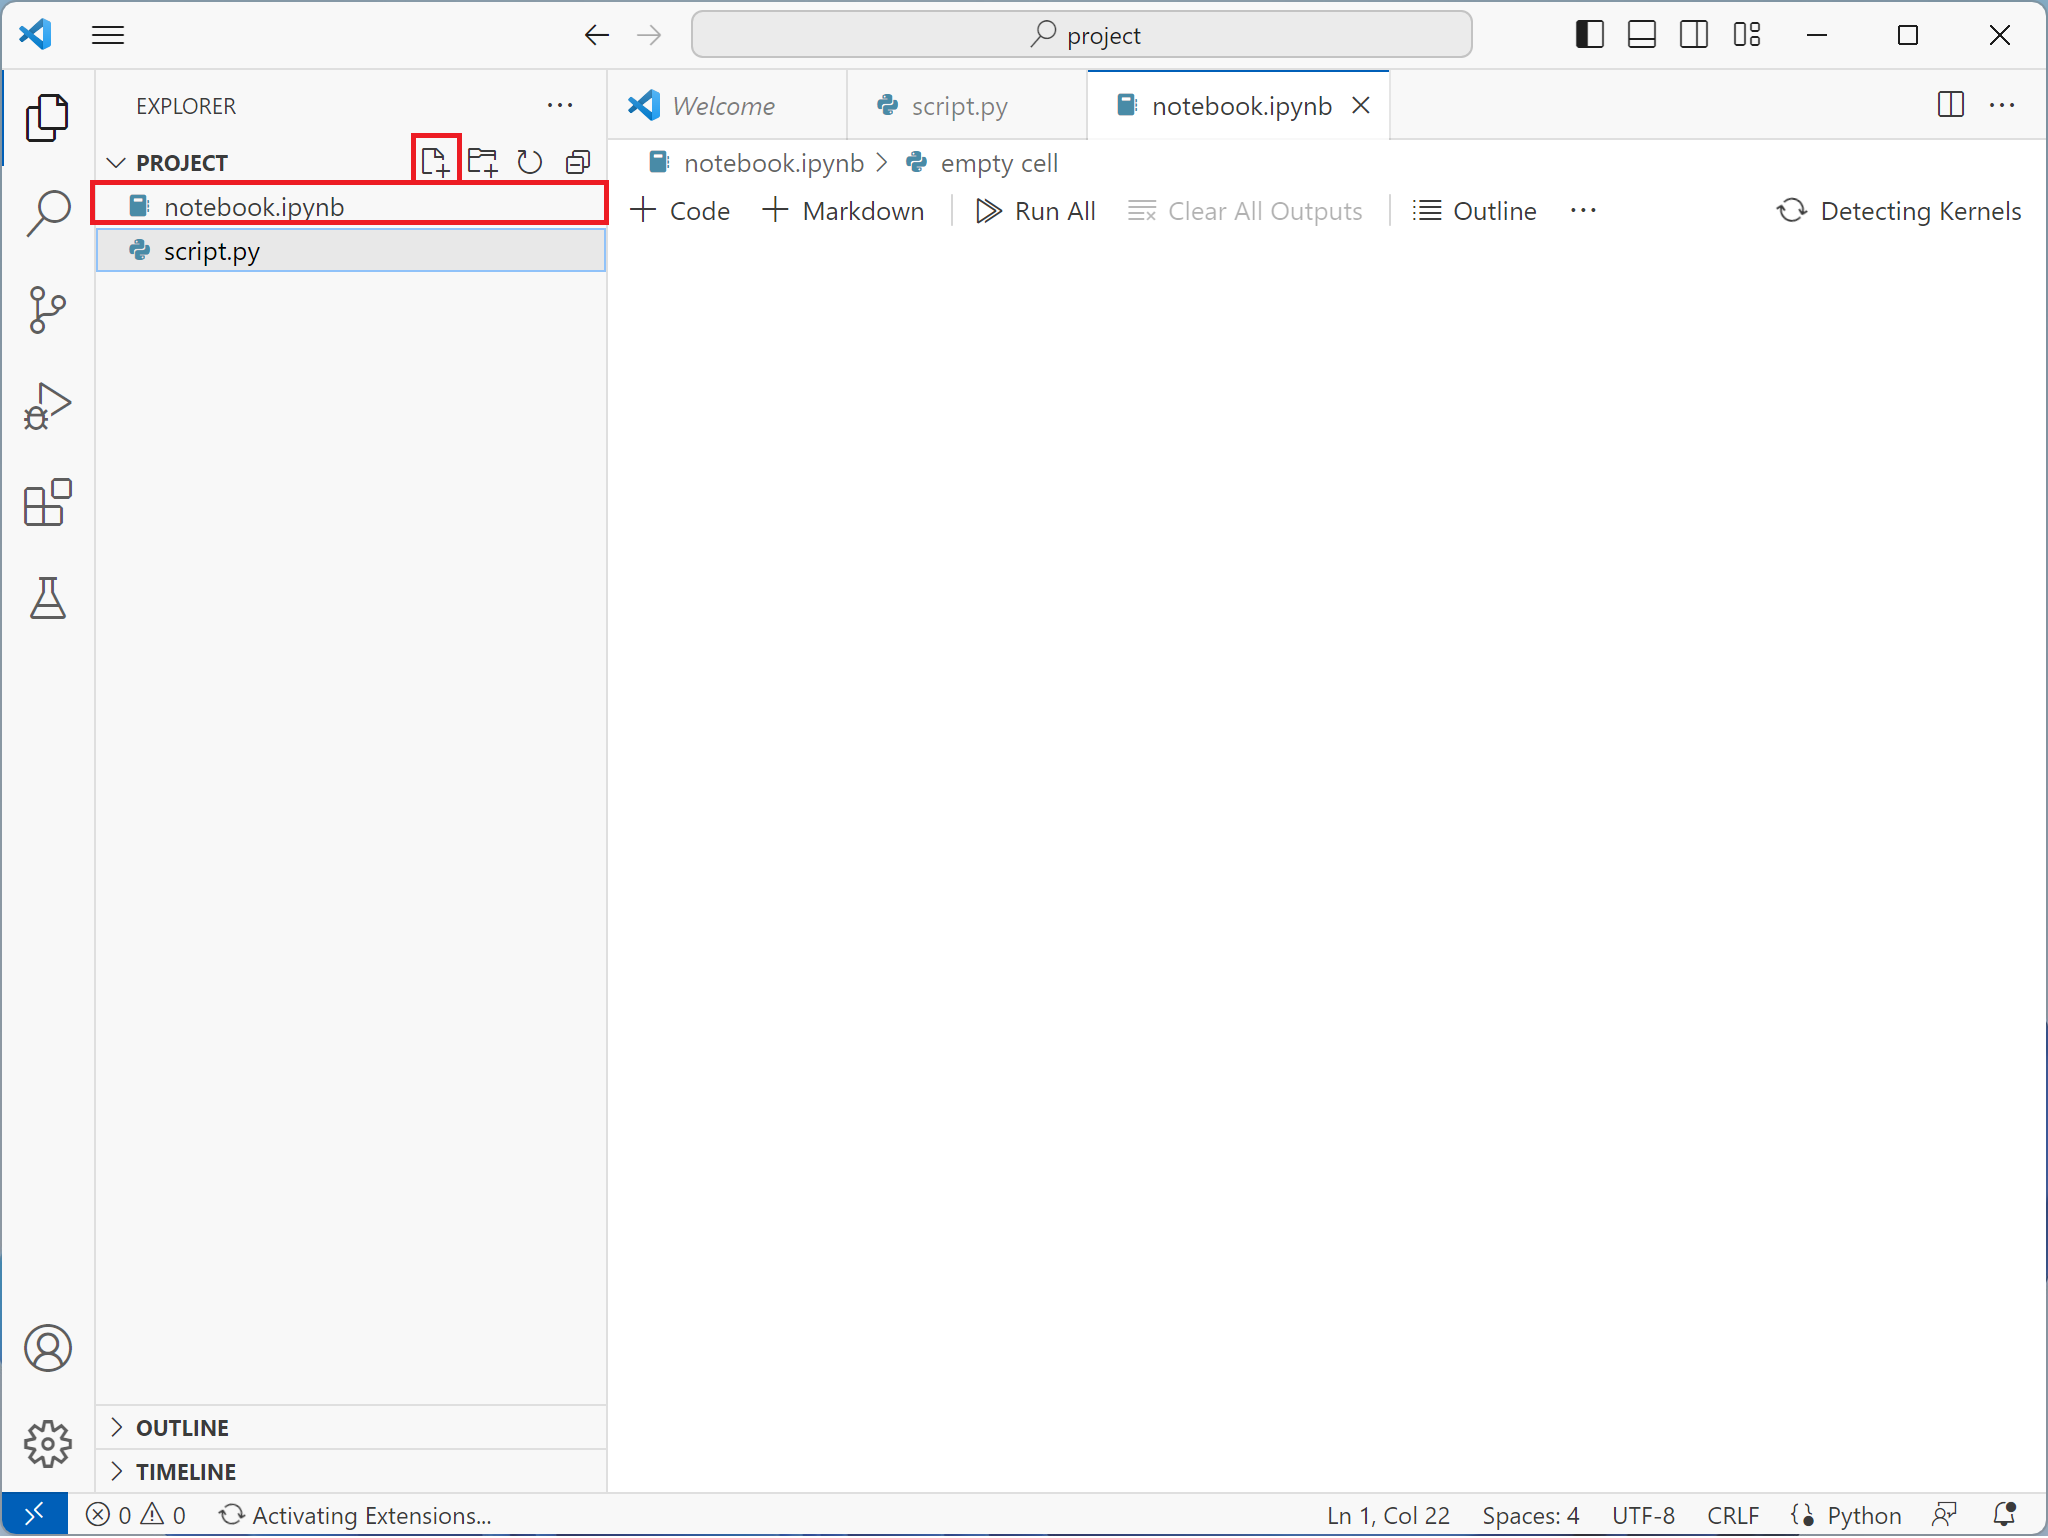 project
EXPLORER
Welcome
script.py
notebook.ipynb
PROJECT
notebook.ipynb
script.py
notebook.ipynb > empty cell
+ Code + Markdown Run All Clear All Outputs Outline ... Detecting Kernels
OUTLINE
TIMELINE
0 0 Activating Extensions... Ln 1, Col 22 Spaces: 4 UTF-8 CRLF {} Python